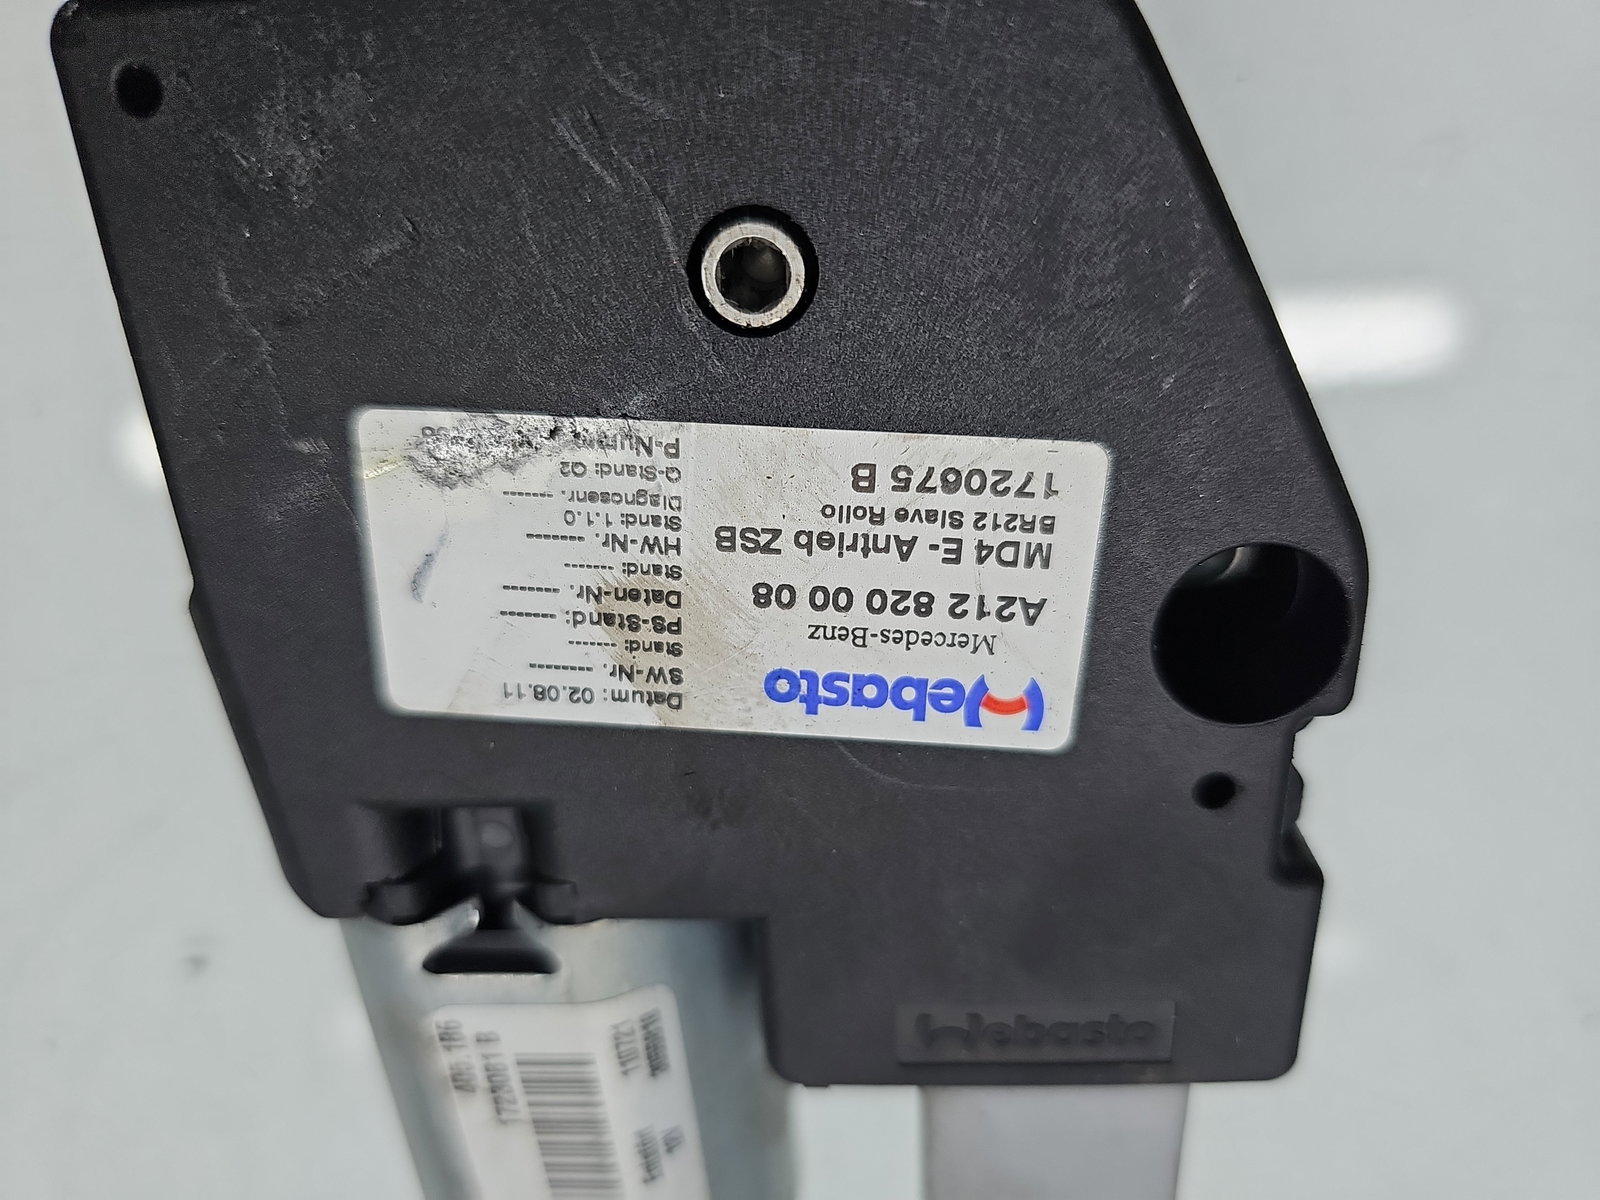 Webasto
Mercedes-Benz
A212 820 00 08
MD4 E- Antrieb ZSB
BR212 Slave Rollo
1720675 B
Datum: 02.08.11
SW-Nr. --------
Stand: ------
PS-Stand: -------
Daten-Nr. -------
Stand: ------
HW-Nr. -------
Stand: 1.1.0
Diagnosenr. ------
Q-Stand: Q2
Webasto
110721